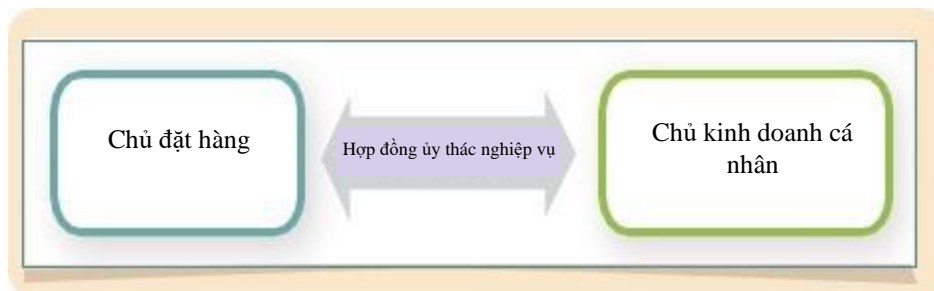 Chủ đặt hàng
Hợp đồng ủy thác nghiệp vụ
Chủ kinh doanh cá
nhân